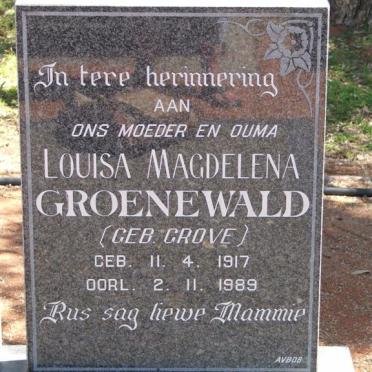 In tere herinnering
AAN
ONS MOEDER EN OUMA
LOUISA MAGDELENA
GROENEWALD
(GEB. GROVE)
GEB. 11. 4. 1917
OORL. 2. 11. 1989
Rus sag liewe Mammie
AVBOB